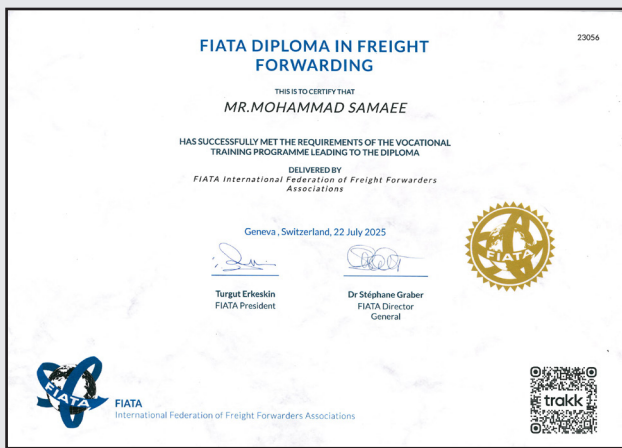 23056
FIATA DIPLOMA IN FREIGHT
FORWARDING
THIS IS TO CERTIFY THAT
MR.MOHAMMAD SAMAEE
HAS SUCCESSFULLY MET THE REQUIREMENTS OF THE VOCATIONAL
TRAINING PROGRAMME LEADING TO THE DIPLOMA
DELIVERED BY
FIATA International Federation of Freight Forwarders
Associations
Geneva , Switzerland, 22 July 2025
Turgut Erkeskin
FIATA President
Dr Stéphane Graber
FIATA Director
General
FIATA
FIATA
FIATA
International Federation of Freight Forwarders Associations
trakk